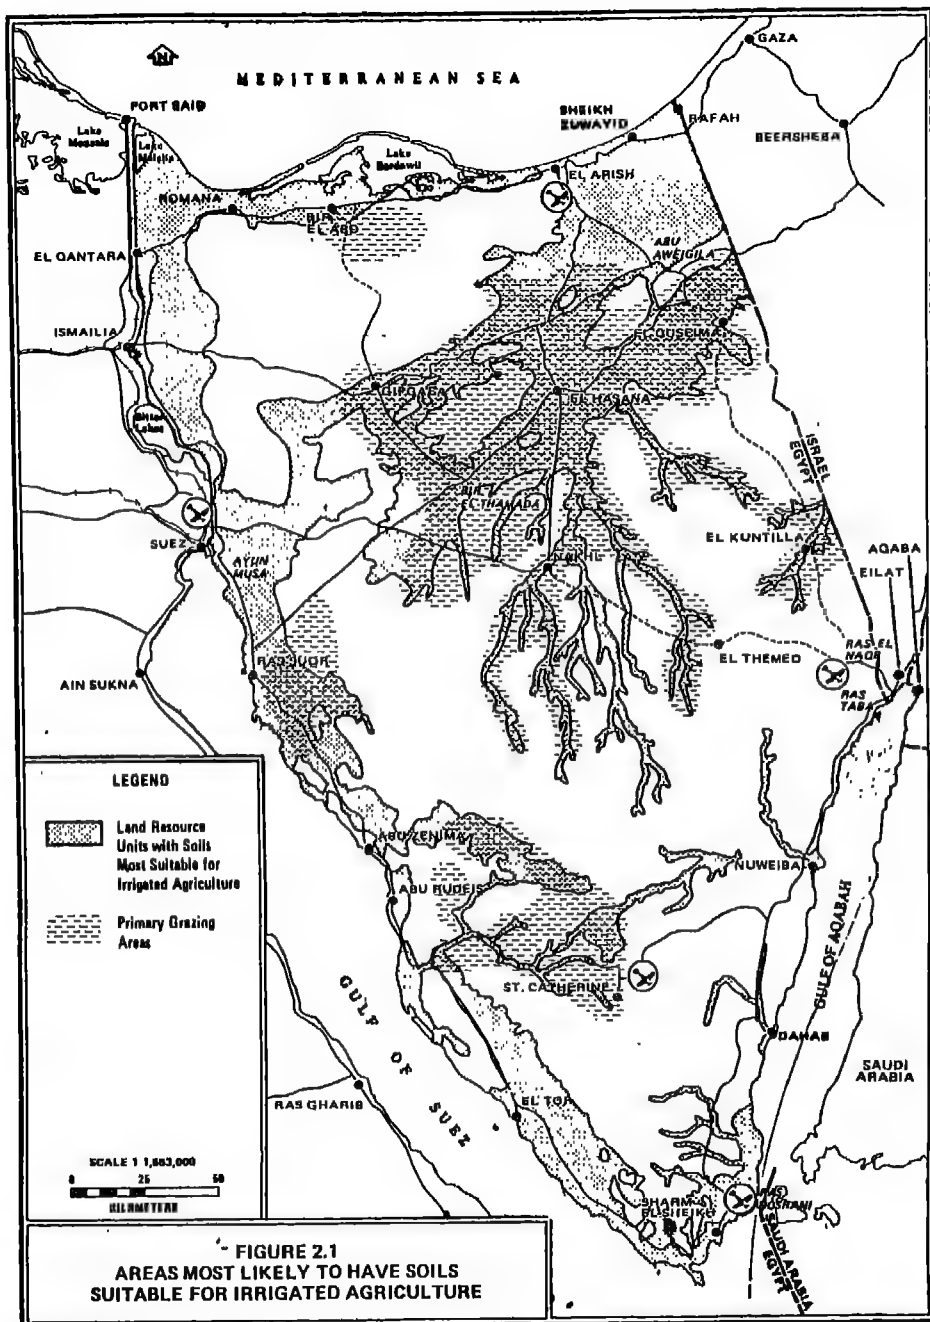 N
MEDITERRANEAN SEA
GAZA
PORT SAID
Lake
SHEIKH
ZUWAYID
RAFAH
BEERSHEBA
Lake
Lake
Bardawil
EL ARISH
ROMANA
BIR
EL ABD
ABU
AWEIGILA
EL QANTARA
ISMAILIA
EL QUSEIMA
EL HASANA
Bitter
Lakes
ISRAEL
EGYPT
BIR
EL THAMADA
SUEZ
AYUN
MUSA
NAKHL
EL KUNTILLA
AQABA
EILAT
EL THEMED
RAS EL
NAQB
RAS
TABA
AIN SUKNA
LEGEND
Land Resource
Units with Soils
Most Suitable for
Irrigated Agriculture
Primary Grazing
Areas
ABU ZENIMA
ABU RUDEIS
NUWEIBA
ST. CATHERINE
GULF OF AQABAH
GULF OF SUEZ
DAHAB
SAUDI
ARABIA
RAS GHARIB
EL TOR
SHARM
EL SHEIKH
RAS
NOSRANI
SAUDI ARABIA
EGYPT
SCALE 1 1,663,000
0 25 50
KILOMETERS
FIGURE 2.1
AREAS MOST LIKELY TO HAVE SOILS
SUITABLE FOR IRRIGATED AGRICULTURE